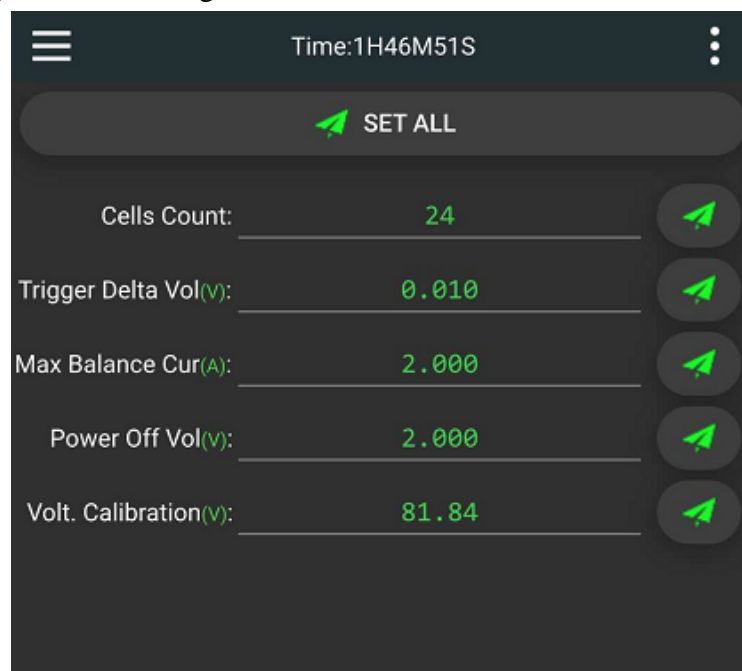 Time:1H46M51S
SET ALL
Cells Count: 24
Trigger Delta Vol(V): 0.010
Max Balance Cur(A): 2.000
Power Off Vol(V): 2.000
Volt. Calibration(V): 81.84